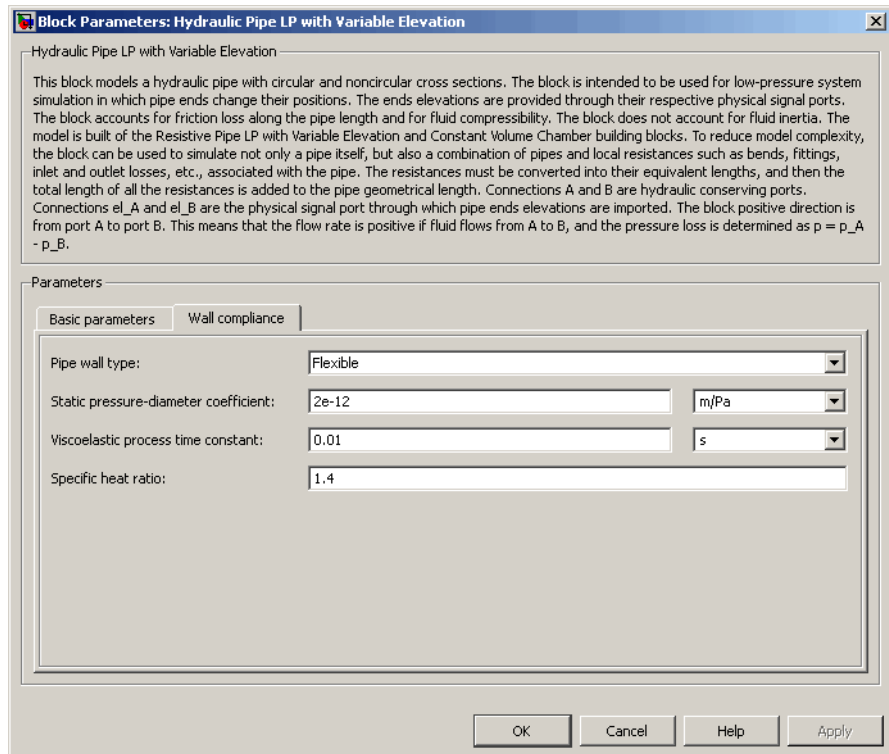 Block Parameters: Hydraulic Pipe LP with Variable Elevation
Hydraulic Pipe LP with Variable Elevation
This block models a hydraulic pipe with circular and noncircular cross sections. The block is intended to be used for low-pressure system
simulation in which pipe ends change their positions. The ends elevations are provided through their respective physical signal ports.
The block accounts for friction loss along the pipe length and for fluid compressibility. The block does not account for fluid inertia. The
model is built of the Resistive Pipe LP with Variable Elevation and Constant Volume Chamber building blocks. To reduce model complexity,
the block can be used to simulate not only a pipe itself, but also a combination of pipes and local resistances such as bends, fittings,
inlet and outlet losses, etc., associated with the pipe. The resistances must be converted into their equivalent lengths, and then the
total length of all the resistances is added to the pipe geometrical length. Connections A and B are hydraulic conserving ports.
Connections el_A and el_B are the physical signal port through which pipe ends elevations are imported. The block positive direction is
from port A to port B. This means that the flow rate is positive if fluid flows from A to B, and the pressure loss is determined as p = p_A
- p_B.
Parameters
Basic parameters Wall compliance
Pipe wall type: Flexible
Static pressure-diameter coefficient: 2e-12 m/Pa
Viscoelastic process time constant: 0.01 s
Specific heat ratio: 1.4
OK Cancel Help Apply